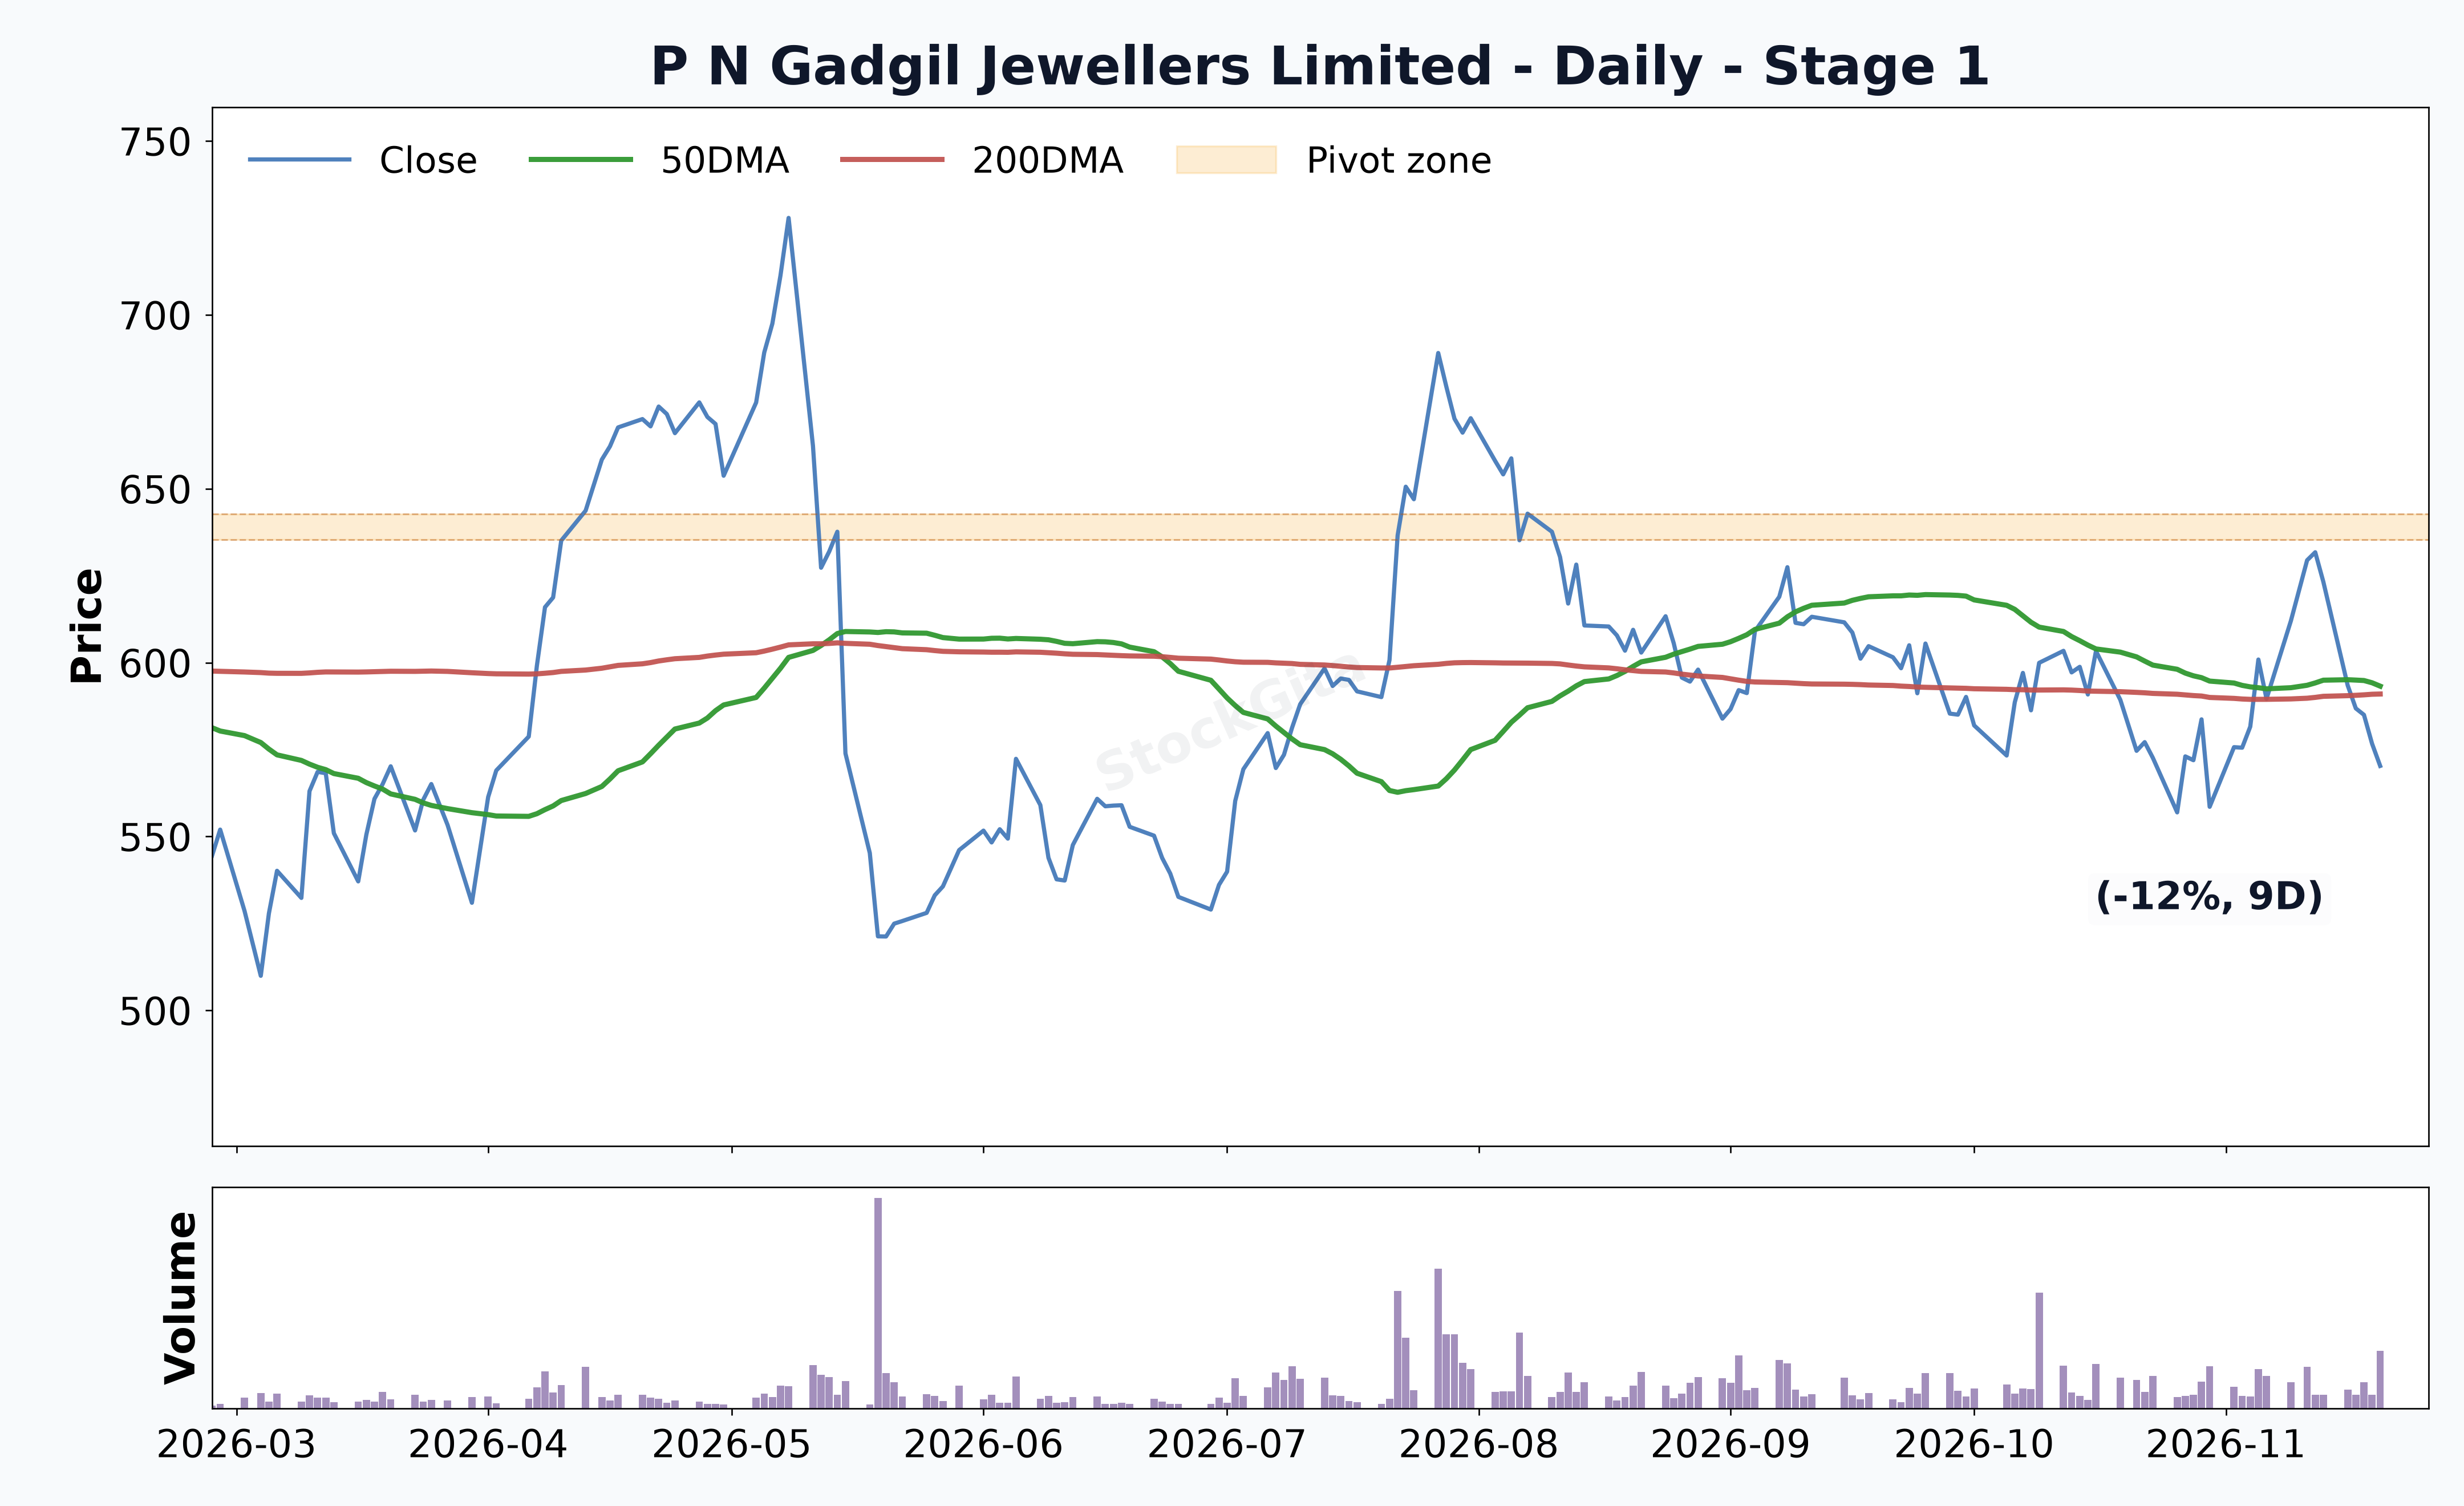 P N Gadgil Jewellers Limited - Daily - Stage 1
Close 50DMA 200DMA Pivot zone
750
700
650
600
550
500
Price
StockGita
(-12%, 9D)
Volume
2026-03 2026-04 2026-05 2026-06 2026-07 2026-08 2026-09 2026-10 2026-11